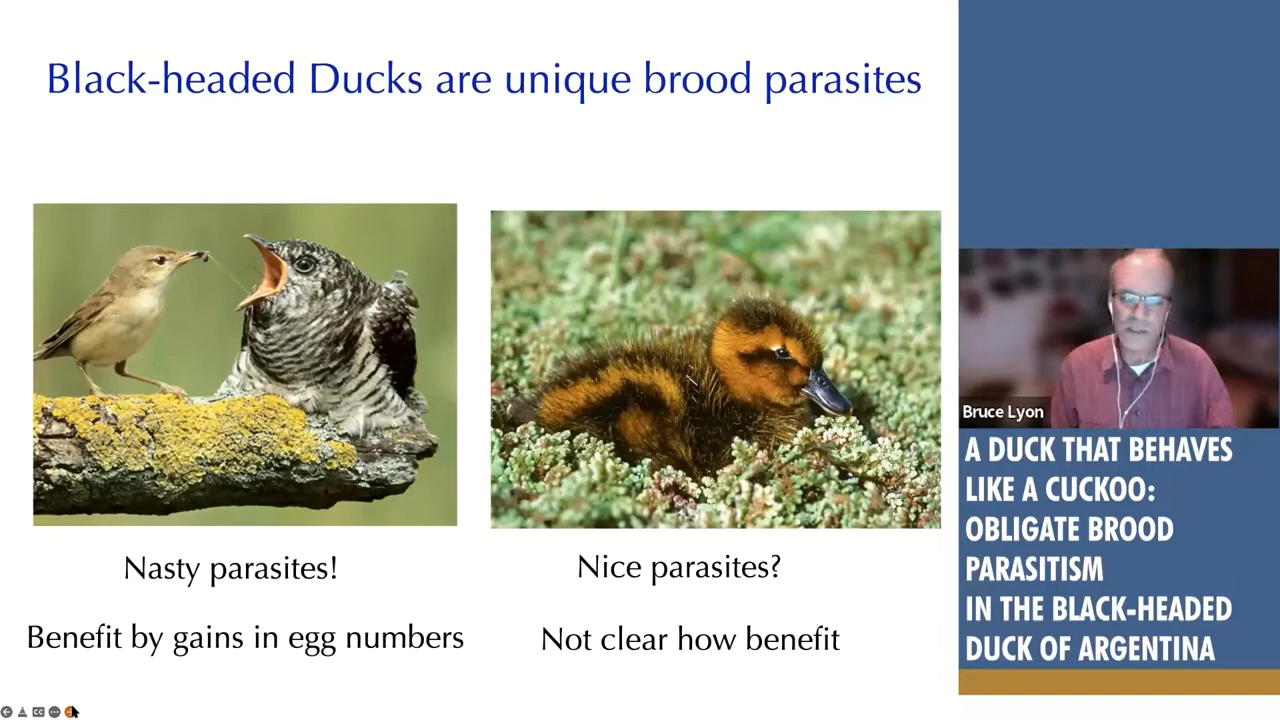 Black-headed Ducks are unique brood parasites
Nasty parasites!
Nice parasites?
Benefit by gains in egg numbers
Not clear how benefit
Bruce Lyon
A DUCK THAT BEHAVES
LIKE A CUCKOO:
OBLIGATE BROOD
PARASITISM
IN THE BLACK-HEADED
DUCK OF ARGENTINA
CC